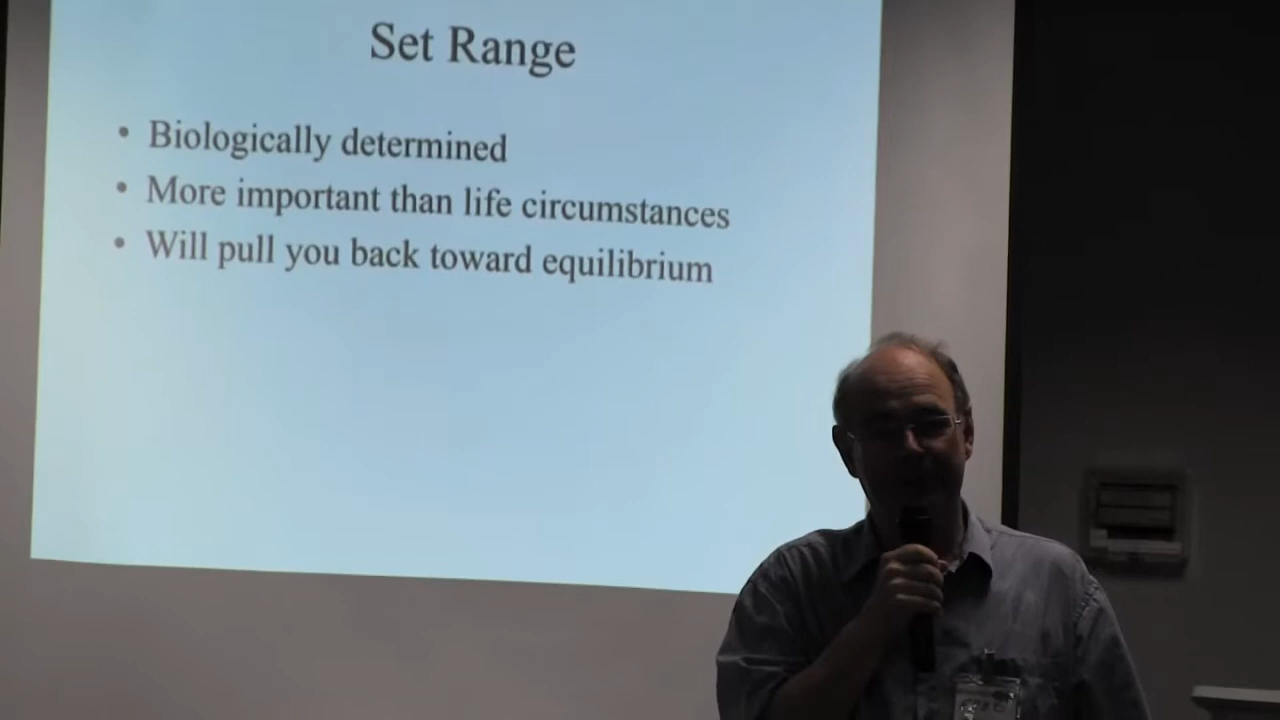 Set Range
• Biologically determined
• More important than life circumstances
• Will pull you back toward equilibrium